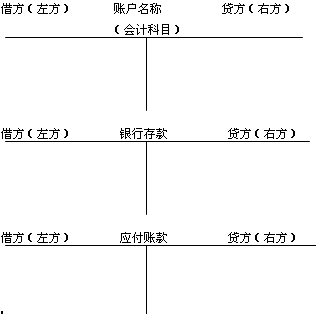 借方（左方） 账户名称 贷方（右方）
（会计科目）
借方（左方） 银行存款 贷方（右方）
借方（左方） 应付账款 贷方（右方）